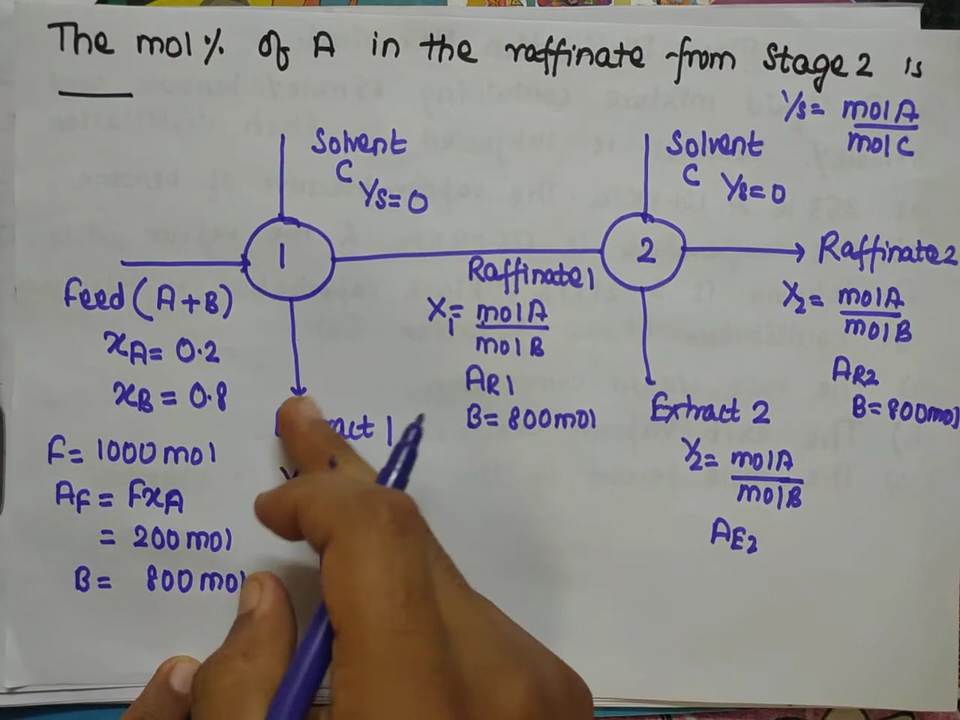 The mol% of A in the raffinate from Stage 2 is
Ys = mol A
mol C
Solvent
C Ys=0
Solvent
C Ys=0
1
2
Feed (A+B)
xA= 0.2
xB = 0.8
F= 1000 mol
AF = FxA
= 200 mol
B= 800 mol
Raffinate 1
X1= mol A
mol B
AR1
B= 800 mol
Raffinate 2
X2= mol A
mol B
AR2
B= 800 mol
Extract 2
Y2= mol A
mol B
AE2